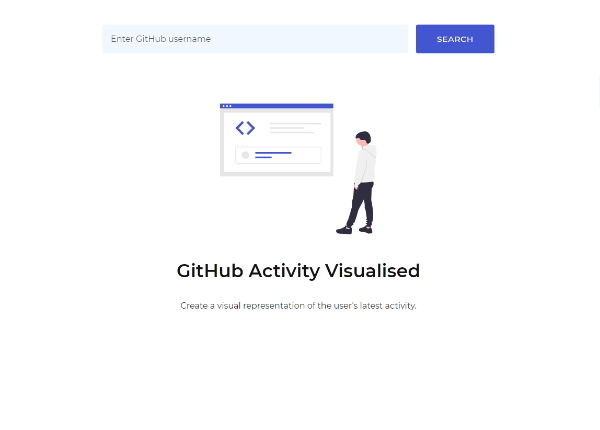 Enter GitHub username
SEARCH
GitHub Activity Visualised
Create a visual representation of the user's latest activity.